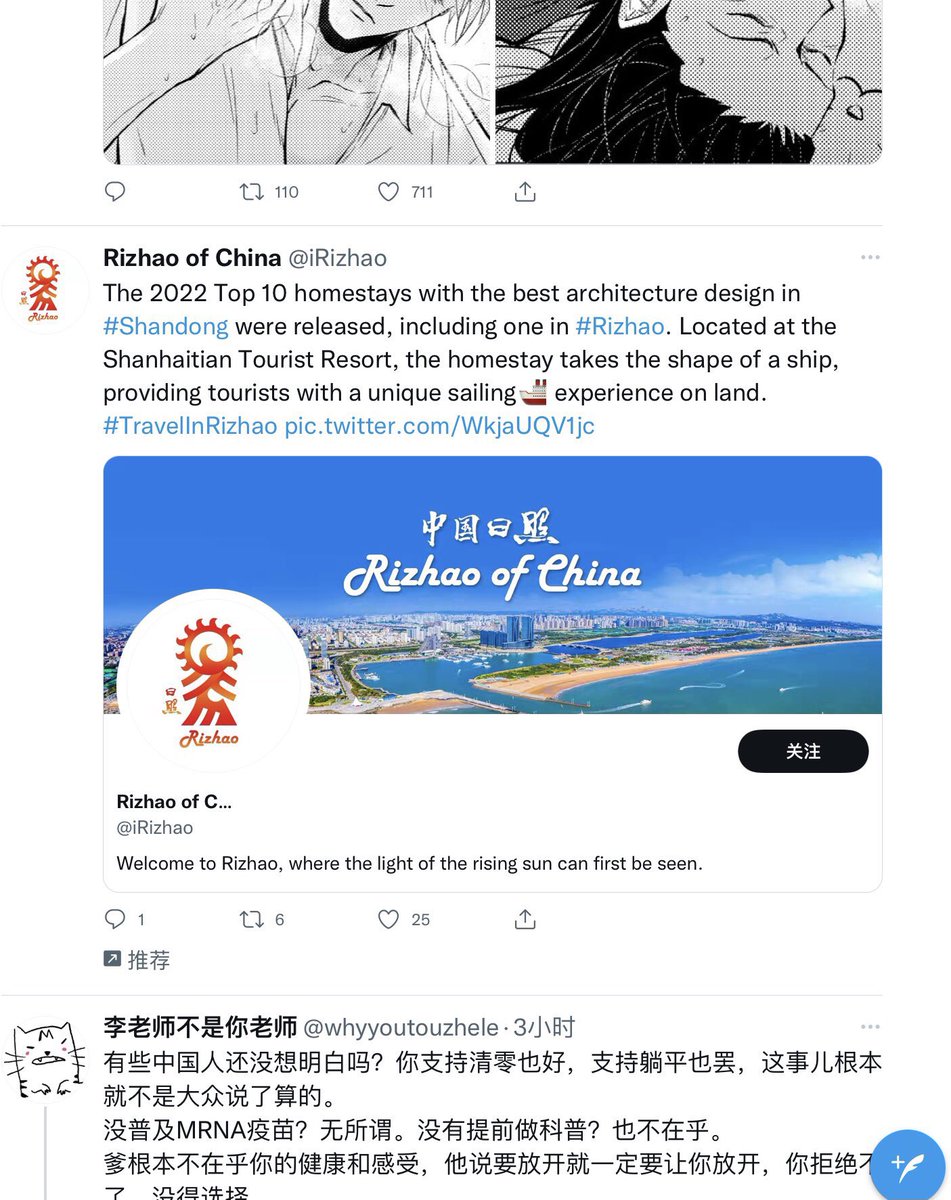 110
711
Rizhao of China @iRizhao
The 2022 Top 10 homestays with the best architecture design in
#Shandong were released, including one in #Rizhao. Located at the
Shanhaitian Tourist Resort, the homestay takes the shape of a ship,
providing tourists with a unique sailing🚢 experience on land.
#TravelInRizhao pic.twitter.com/WkjaUQV1jc
日照
Rizhao
中国日照
Rizhao of China
日照
Rizhao
关注
Rizhao of C...
@iRizhao
Welcome to Rizhao, where the light of the rising sun can first be seen.
1
6
25
推荐
李老师不是你老师 @whyyoutouzhele · 3小时
有些中国人还没想明白吗？你支持清零也好，支持躺平也罢，这事儿根本
就不是大众说了算的。
没普及MRNA疫苗？无所谓。没有提前做科普？也不在乎。
爹根本不在乎你的健康和感受，他说要放开就一定要让你放开，你拒绝不
了，没得选择